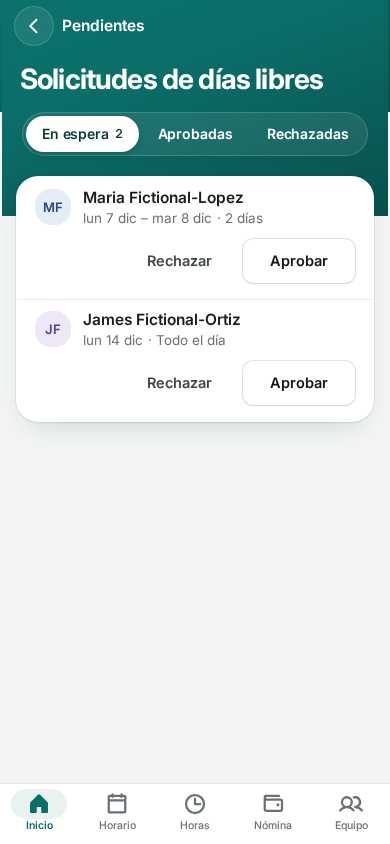 Pendientes
Solicitudes de días libres
En espera 2 Aprobadas Rechazadas
MF Maria Fictional-Lopez
lun 7 dic – mar 8 dic · 2 días
Rechazar Aprobar
JF James Fictional-Ortiz
lun 14 dic · Todo el día
Rechazar Aprobar
Inicio Horario Horas Nómina Equipo